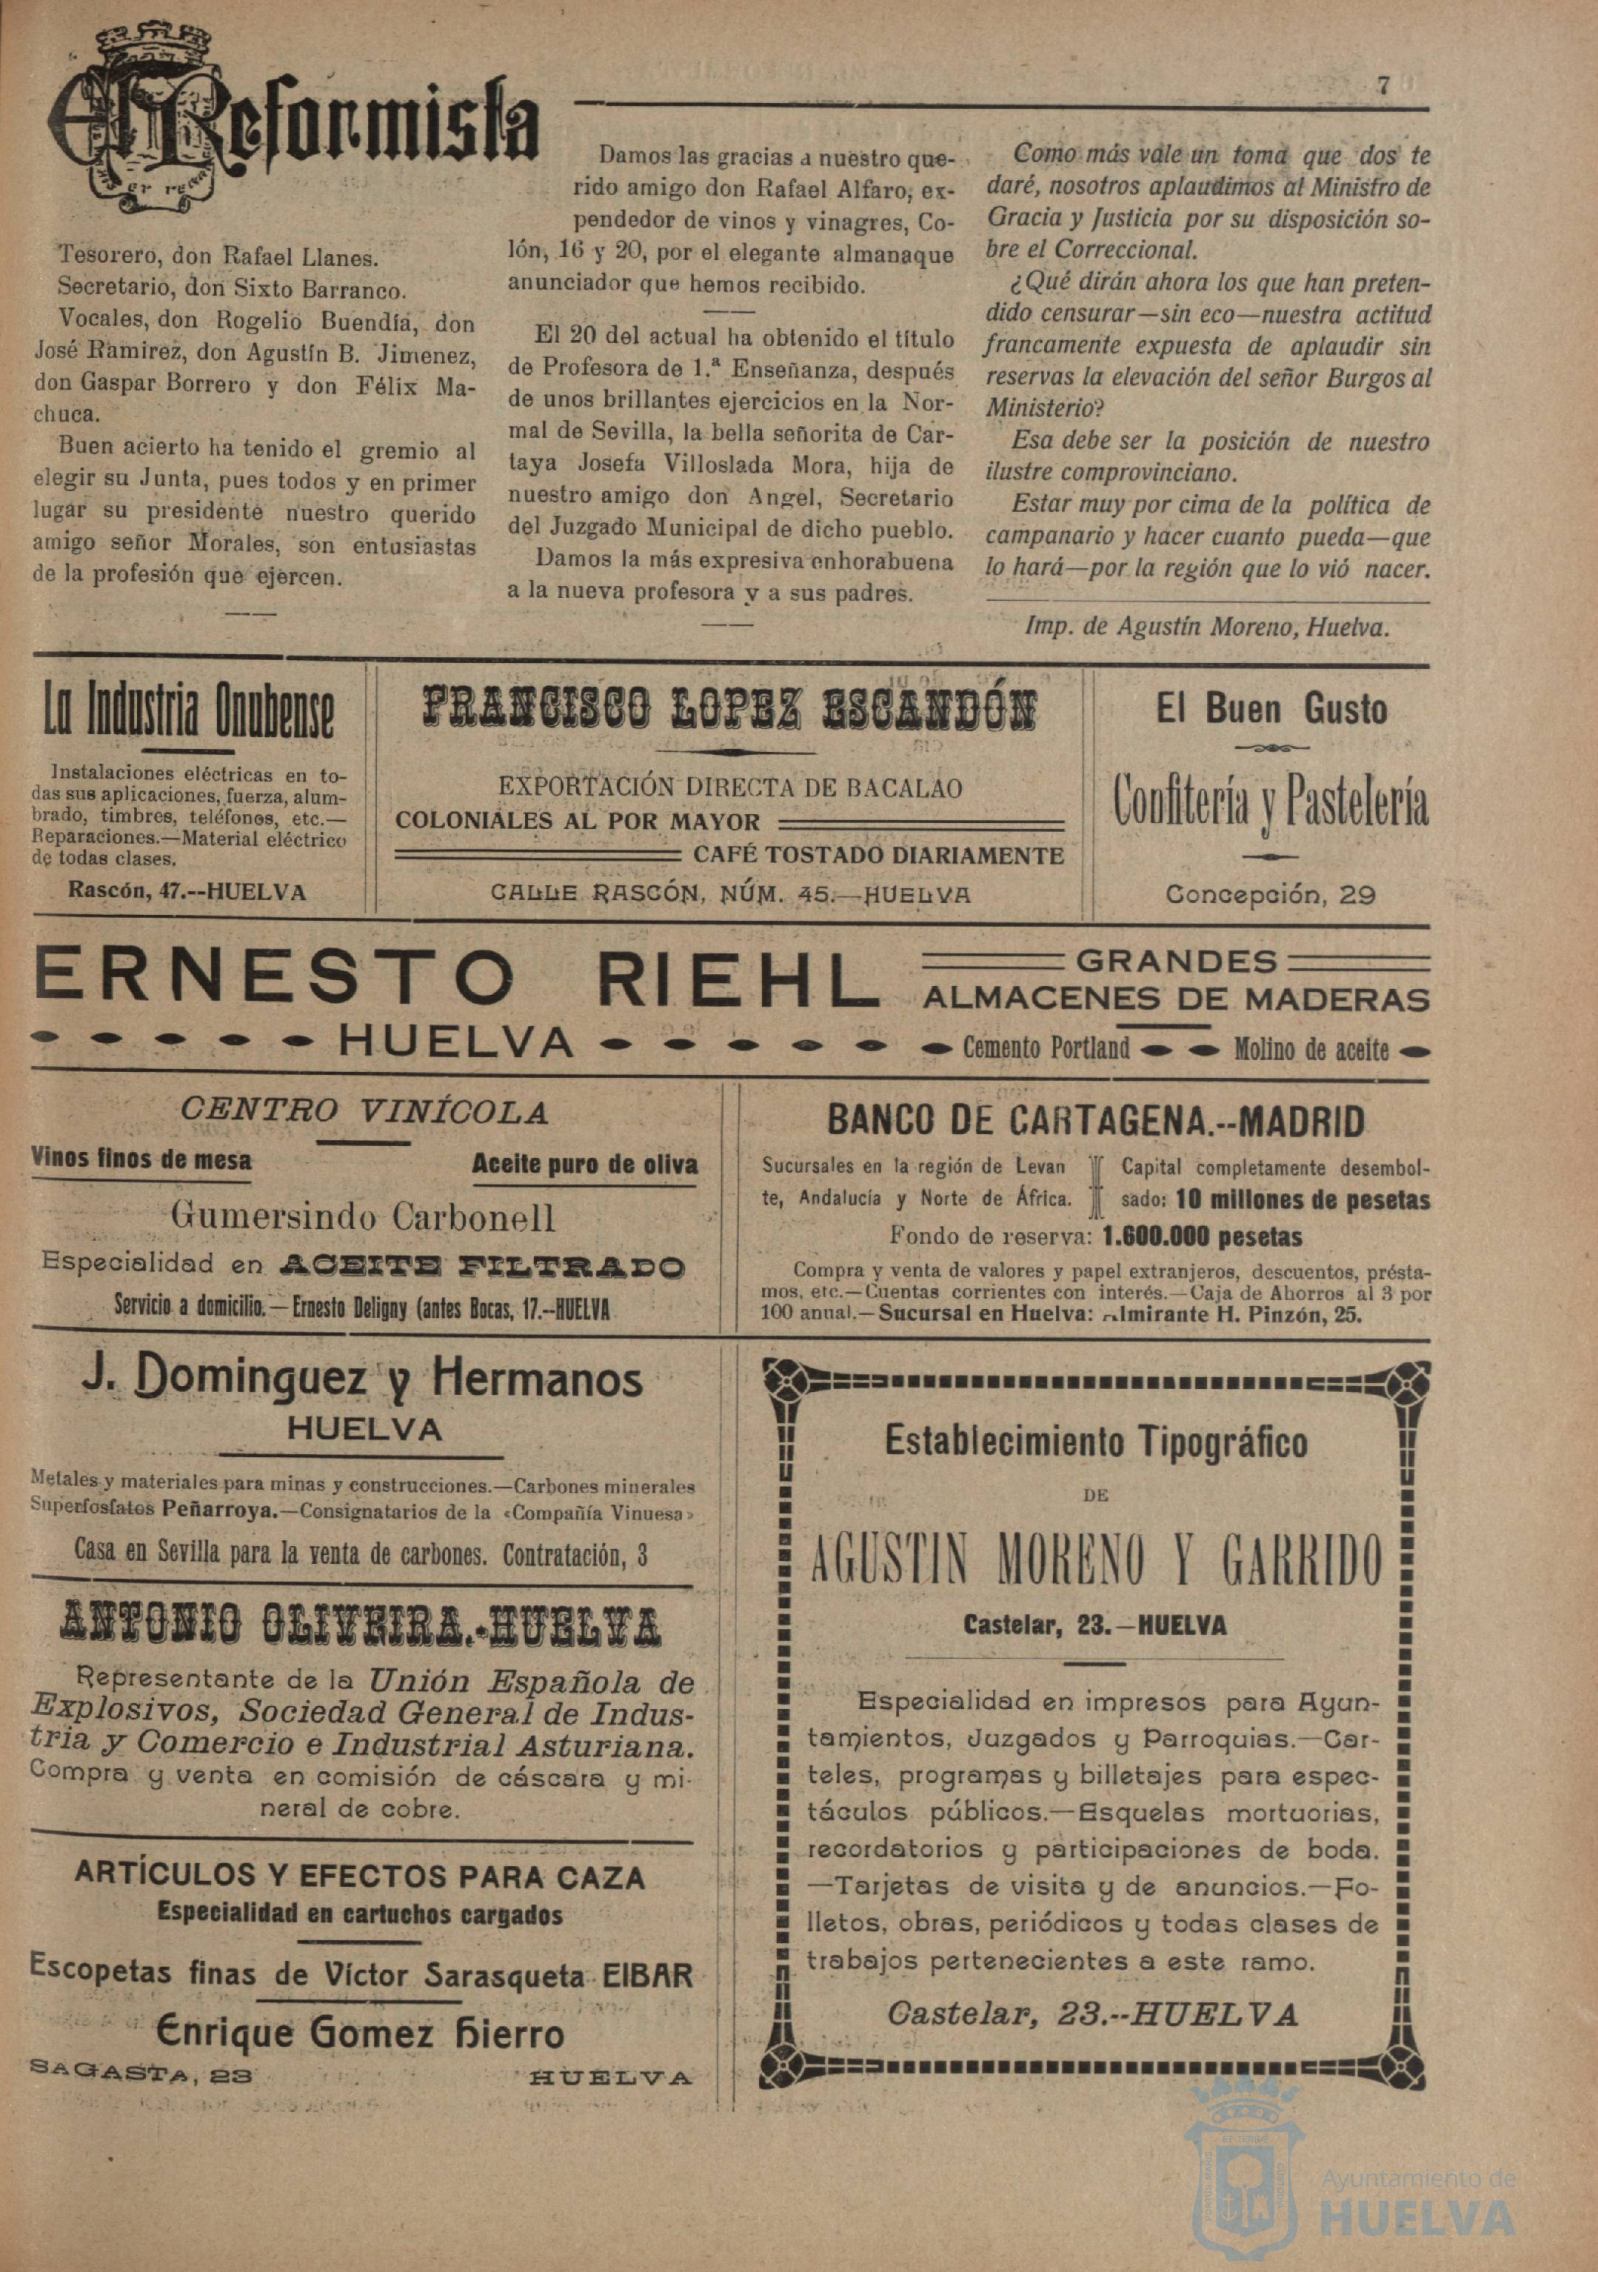 El Reformista
7
Tesorero, don Rafael Llanes.
Secretario, don Sixto Barranco.
Vocales, don Rogelio Buendía, don
José Ramirez, don Agustín B. Jimenez,
don Gaspar Borrero y don Félix Ma-
chuca.
Buen acierto ha tenido el gremio al
elegir su Junta, pues todos y en primer
lugar su presidente nuestro querido
amigo señor Morales, son entusiastas
de la profesión que ejercen.
Damos las gracias a nuestro que-
rido amigo don Rafael Alfaro, ex-
pendedor de vinos y vinagres, Co-
lón, 16 y 20, por el elegante almanaque
anunciador que hemos recibido.
El 20 del actual ha obtenido el título
de Profesora de 1.ª Enseñanza, después
de unos brillantes ejercicios en la Nor-
mal de Sevilla, la bella señorita de Car-
taya Josefa Villoslada Mora, hija de
nuestro amigo don Angel, Secretario
del Juzgado Municipal de dicho pueblo.
Damos la más expresiva enhorabuena
a la nueva profesora y a sus padres.
Como más vale un toma que dos te
daré, nosotros aplaudimos al Ministro de
Gracia y Justicia por su disposición so-
bre el Correccional.
¿Qué dirán ahora los que han preten-
dido censurar—sin eco—nuestra actitud
francamente expuesta de aplaudir sin
reservas la elevación del señor Burgos al
Ministerio?
Esa debe ser la posición de nuestro
ilustre comprovinciano.
Estar muy por cima de la política de
campanario y hacer cuanto pueda—que
lo hará—por la región que lo vió nacer.
Imp. de Agustín Moreno, Huelva.
La Industria Onubense
Instalaciones eléctricas en to-
das sus aplicaciones, fuerza, alum-
brado, timbres, teléfonos, etc.—
Reparaciones.—Material eléctrico
de todas clases.
Rascón, 47.--HUELVA
FRANCISCO LOPEZ ESCANDÓN
EXPORTACIÓN DIRECTA DE BACALAO
COLONIALES AL POR MAYOR
CAFÉ TOSTADO DIARIAMENTE
CALLE RASCÓN, NÚM. 45.—HUELVA
El Buen Gusto
Confitería y Pastelería
Concepción, 29
ERNESTO RIEHL
HUELVA
GRANDES
ALMACENES DE MADERAS
Cemento Portland
Molino de aceite
CENTRO VINÍCOLA
Vinos finos de mesa
Aceite puro de oliva
Gumersindo Carbonell
Especialidad en ACEITE FILTRADO
Servicio a domicilio.—Ernesto Deligny (antes Bocas, 17.--HUELVA
BANCO DE CARTAGENA.--MADRID
Sucursales en la región de Levan
te, Andalucía y Norte de África.
Capital completamente desembol-
sado: 10 millones de pesetas
Fondo de reserva: 1.600.000 pesetas
Compra y venta de valores y papel extranjeros, descuentos, présta-
mos, etc.—Cuentas corrientes con interés.—Caja de Ahorros al 3 por
100 anual.—Sucursal en Huelva: Almirante H. Pinzón, 25.
J. Dominguez y Hermanos
HUELVA
Metales y materiales para minas y construcciones.—Carbones minerales
Superfosfatos Peñarroya.—Consignatarios de la «Compañía Vinuesa»
Casa en Sevilla para la venta de carbones. Contratación, 3
ANTONIO OLIVEIRA.-HUELVA
Representante de la Unión Española de
Explosivos, Sociedad General de Indus-
tria y Comercio e Industrial Asturiana.
Compra y venta en comisión de cáscara y mi-
neral de cobre.
ARTÍCULOS Y EFECTOS PARA CAZA
Especialidad en cartuchos cargados
Escopetas finas de Víctor Sarasqueta EIBAR
Enrique Gomez Hierro
SAGASTA, 23
HUELVA
Establecimiento Tipográfico
DE
AGUSTIN MORENO Y GARRIDO
Castelar, 23.—HUELVA
Especialidad en impresos para Ayun-
tamientos, Juzgados y Parroquias.—Car-
teles, programas y billetajes para espec-
táculos públicos.—Esquelas mortuorias,
recordatorios y participaciones de boda.
—Tarjetas de visita y de anuncios.—Fo-
lletos, obras, periódicos y todas clases de
trabajos pertenecientes a este ramo.
Castelar, 23.--HUELVA
Ayuntamiento de
HUELVA